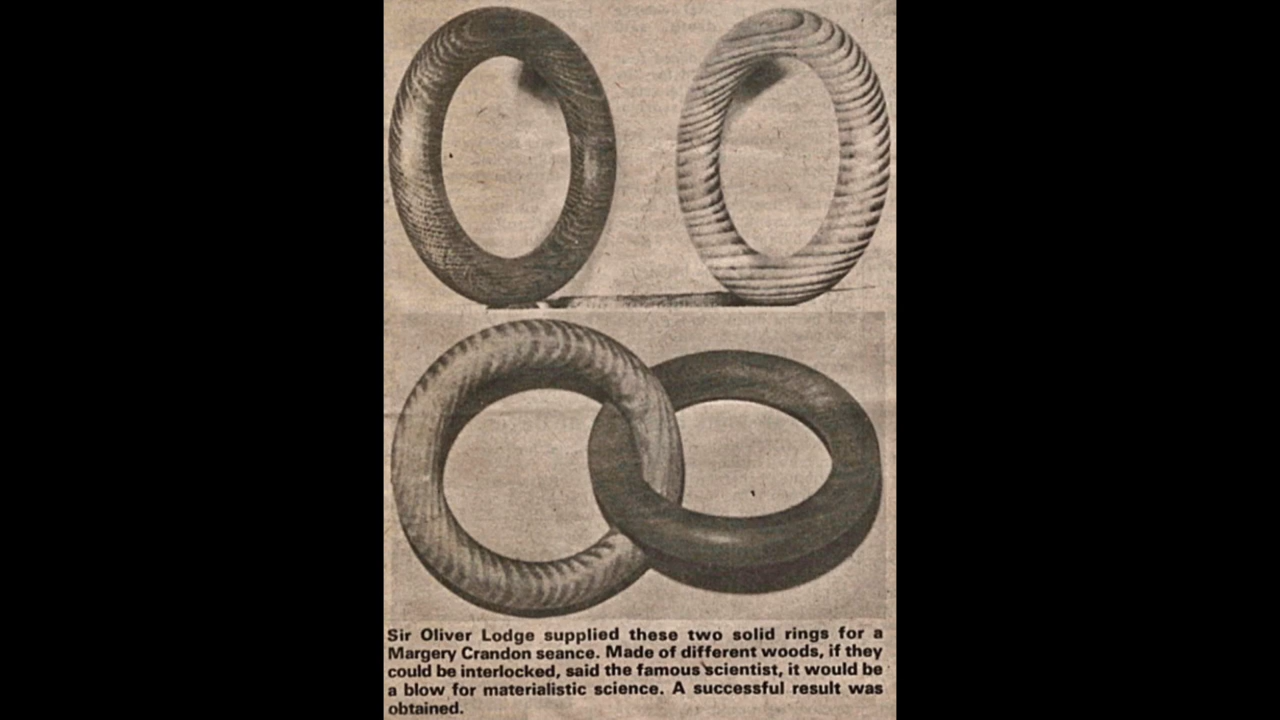 Sir Oliver Lodge supplied these two solid rings for a
Margery Crandon seance. Made of different woods, if they
could be interlocked, said the famous scientist, it would be
a blow for materialistic science. A successful result was
obtained.